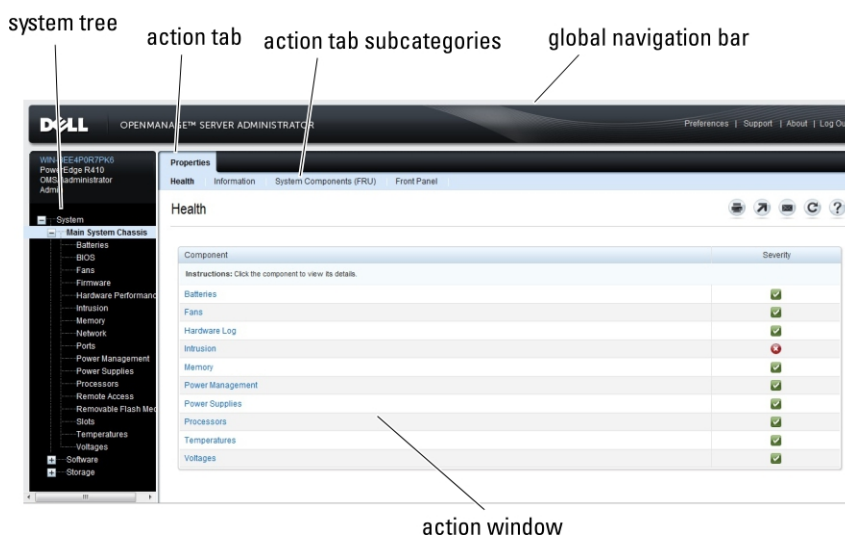 system tree
action tab
action tab subcategories
global navigation bar
DELL OPENMANAGE™ SERVER ADMINISTRATOR
Preferences | Support | About | Log Ou
PowerEdge R410
Admi
Properties
Health Information System Components (FRU) Front Panel
Health
System
Main System Chassis
Batteries
BIOS
Fans
Firmware
Hardware Performanc
Intrusion
Memory
Network
Ports
Power Management
Power Supplies
Processors
Remote Access
Removable Flash Med
Slots
Temperatures
Voltages
Software
Storage
Component Severity
Instructions: Click the component to view its details.
Batteries
Fans
Hardware Log
Intrusion
Memory
Power Management
Power Supplies
Processors
Temperatures
Voltages
action window